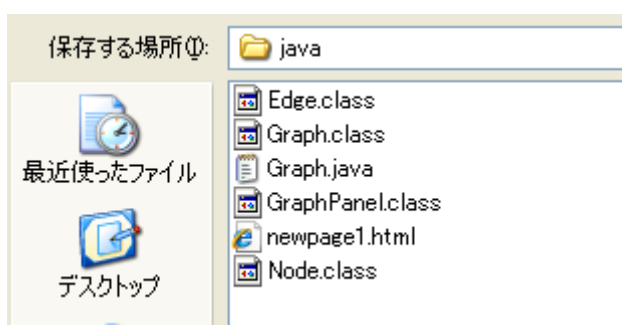 保存する場所(I):
java
最近使ったファイル
デスクトップ
Edge.class
Graph.class
Graph.java
GraphPanel.class
newpage1.html
Node.class